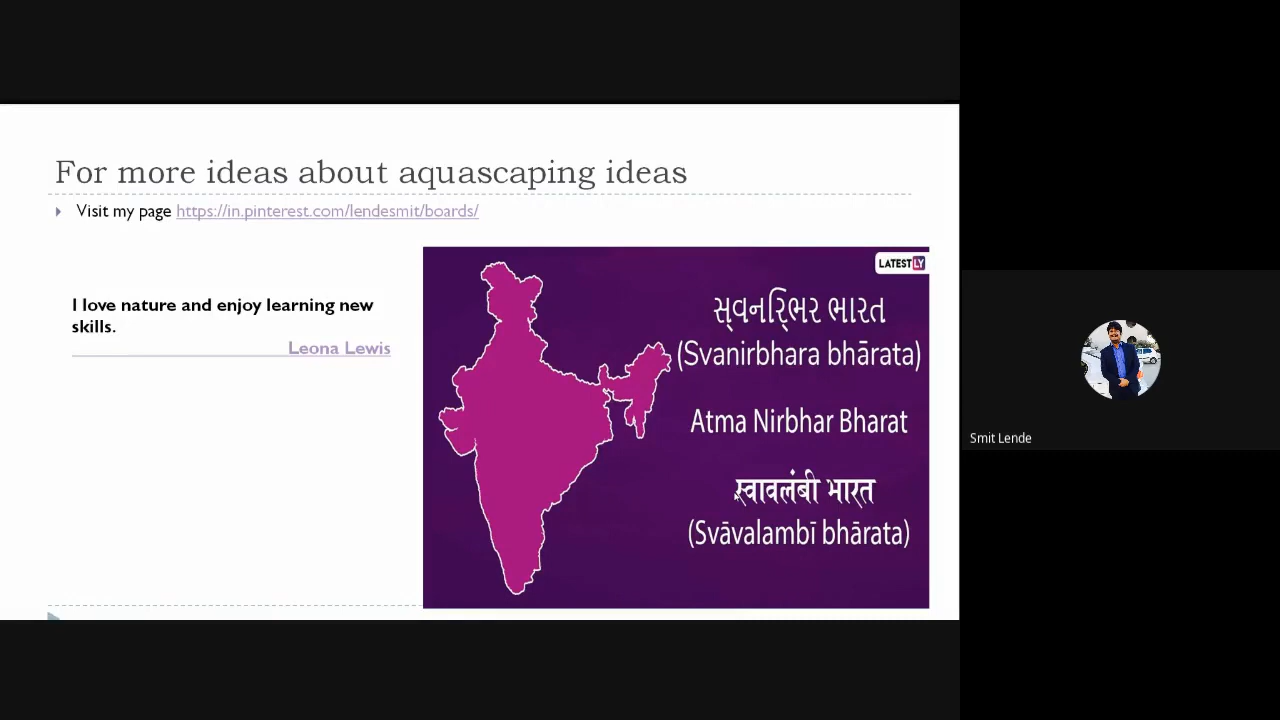 For more ideas about aquascaping ideas
Visit my page https://in.pinterest.com/lendesmit/boards/
I love nature and enjoy learning new
skills.
Leona Lewis
LATESTLY
સ્વનિર્ભર ભારત
(Svanirbhara bhārata)
Atma Nirbhar Bharat
स्वावलंबी भारत
(Svāvalambī bhārata)
Smit Lende